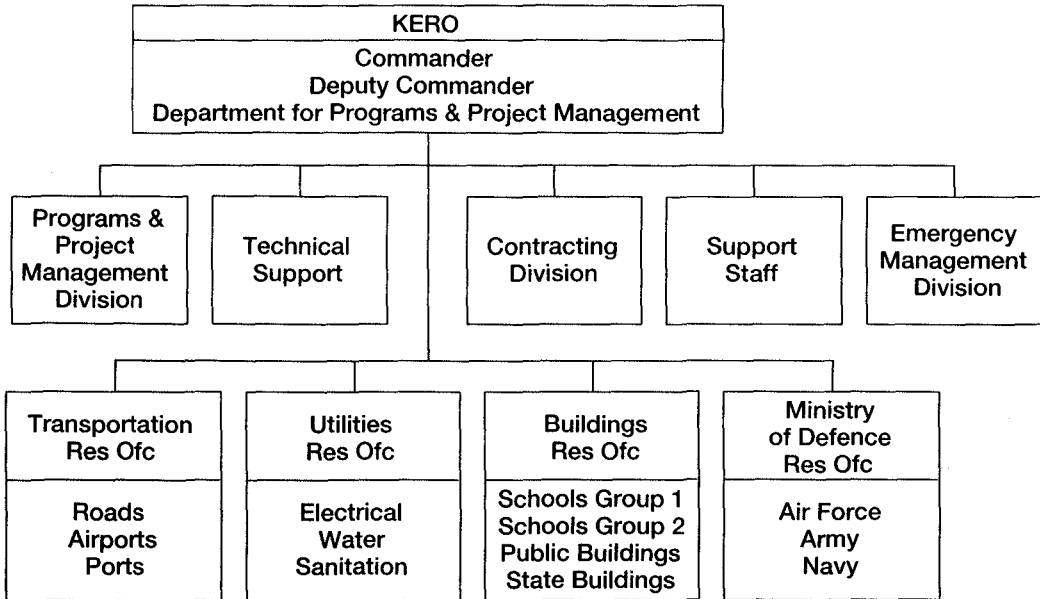 KERO
Commander
Deputy Commander
Department for Programs & Project Management
Programs &
Project
Management
Division
Technical
Support
Contracting
Division
Support
Staff
Emergency
Management
Division
Transportation
Res Ofc
Roads
Airports
Ports
Utilities
Res Ofc
Electrical
Water
Sanitation
Buildings
Res Ofc
Schools Group 1
Schools Group 2
Public Buildings
State Buildings
Ministry
of Defence
Res Ofc
Air Force
Army
Navy